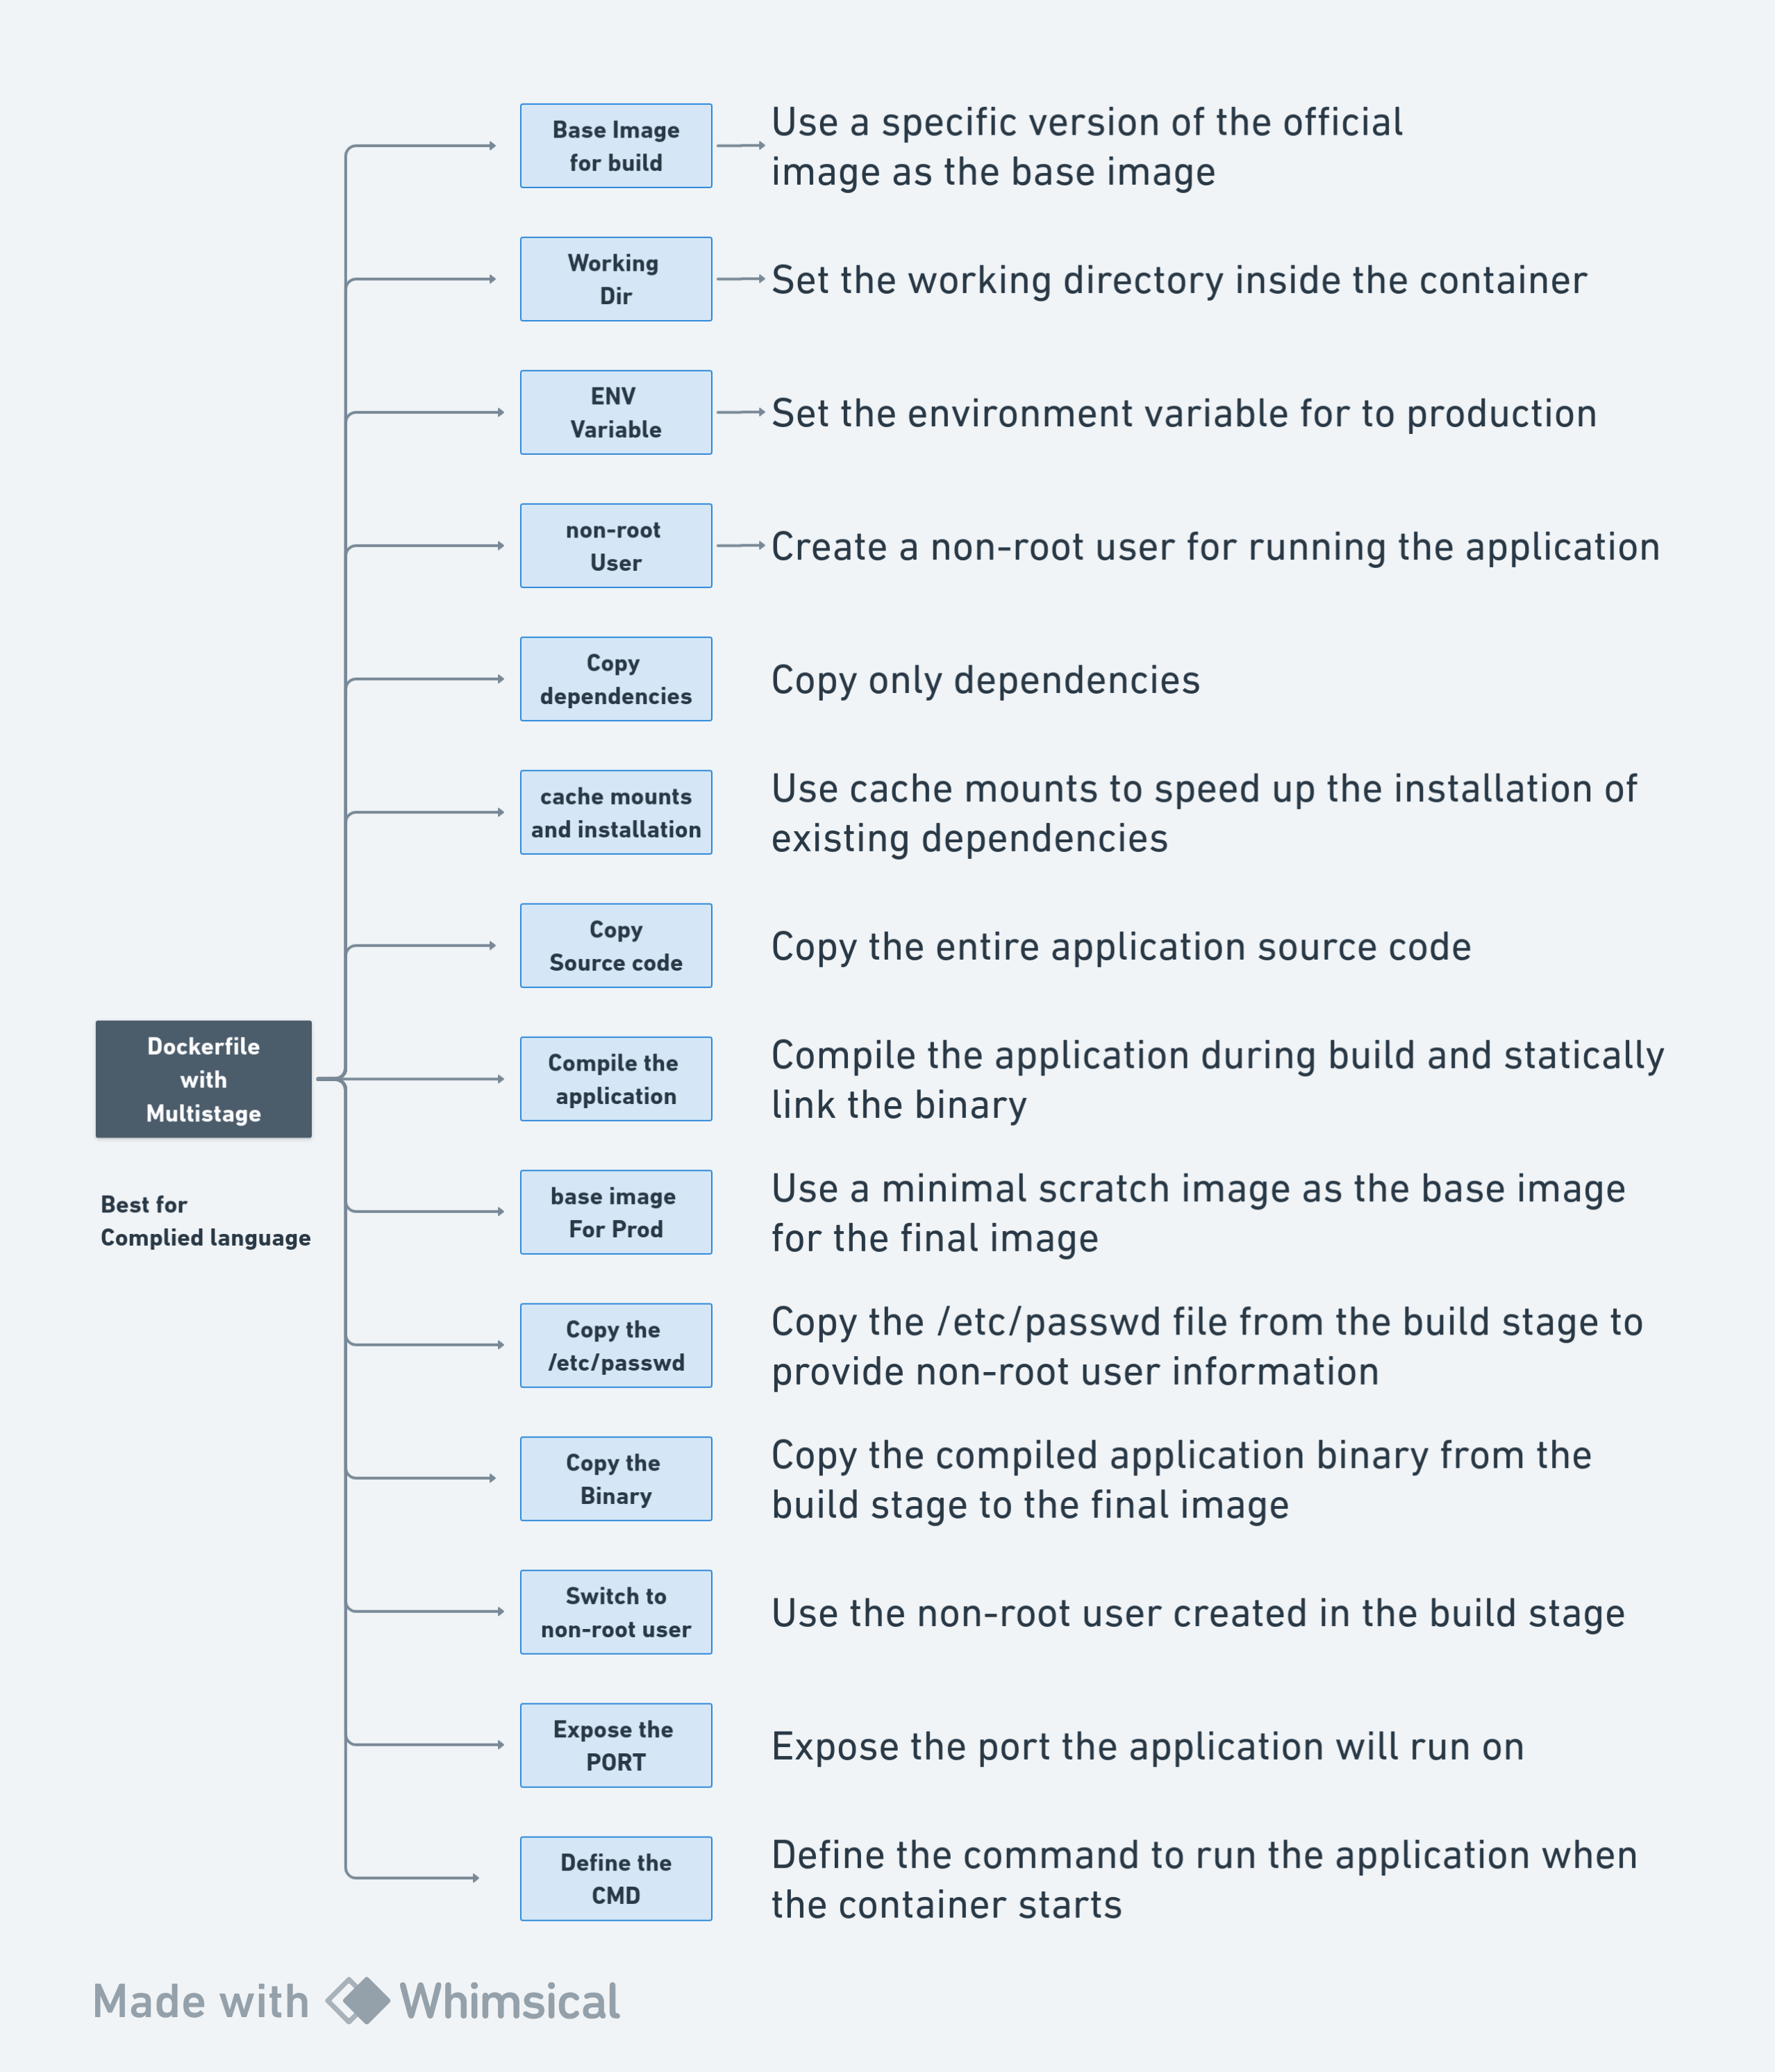 Base Image
for build
Use a specific version of the official
image as the base image
Working
Dir
Set the working directory inside the container
ENV
Variable
Set the environment variable for to production
non-root
User
Create a non-root user for running the application
Copy
dependencies
Copy only dependencies
cache mounts
and installation
Use cache mounts to speed up the installation of
existing dependencies
Copy
Source code
Copy the entire application source code
Dockerfile
with
Multistage
Best for
Complied language
Compile the
application
Compile the application during build and statically
link the binary
base image
For Prod
Use a minimal scratch image as the base image
for the final image
Copy the
/etc/passwd
Copy the /etc/passwd file from the build stage to
provide non-root user information
Copy the
Binary
Copy the compiled application binary from the
build stage to the final image
Switch to
non-root user
Use the non-root user created in the build stage
Expose the
PORT
Expose the port the application will run on
Define the
CMD
Define the command to run the application when
the container starts
Made with Whimsical